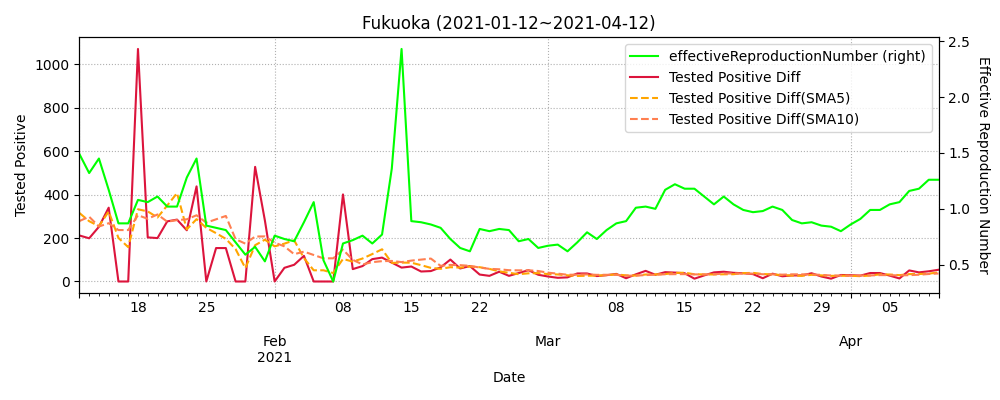 Fukuoka (2021-01-12~2021-04-12)
effectiveReproductionNumber (right)
Tested Positive Diff
Tested Positive Diff(SMA5)
Tested Positive Diff(SMA10)
Tested Positive
1000
800
600
400
200
0
Effective Reproduction Number
2.5
2.0
1.5
1.0
0.5
18 25 08 15 22 08 15 22 29 05
Feb Mar Apr
2021
Date